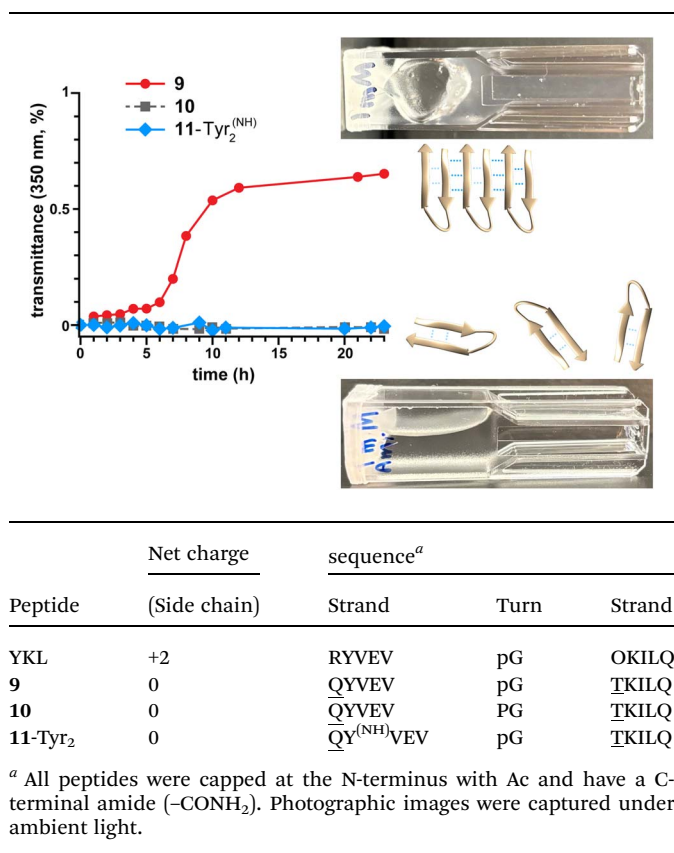 9
10
11-Tyr₂⁽ᴺᴴ⁾
transmittance (350 nm, %)
1
0.5
0
0 5 10 20
time (h)
1 m M
Net charge sequenceᵃ
Peptide (Side chain) Strand Turn Strand
YKL +2 RYVEV pG OKILQ
9 0 QYVEV pG TKILQ
10 0 QYVEV PG TKILQ
11-Tyr₂ 0 QY⁽ᴺᴴ⁾VEV pG TKILQ
ᵃ All peptides were capped at the N-terminus with Ac and have a C-
terminal amide (–CONH₂). Photographic images were captured under
ambient light.